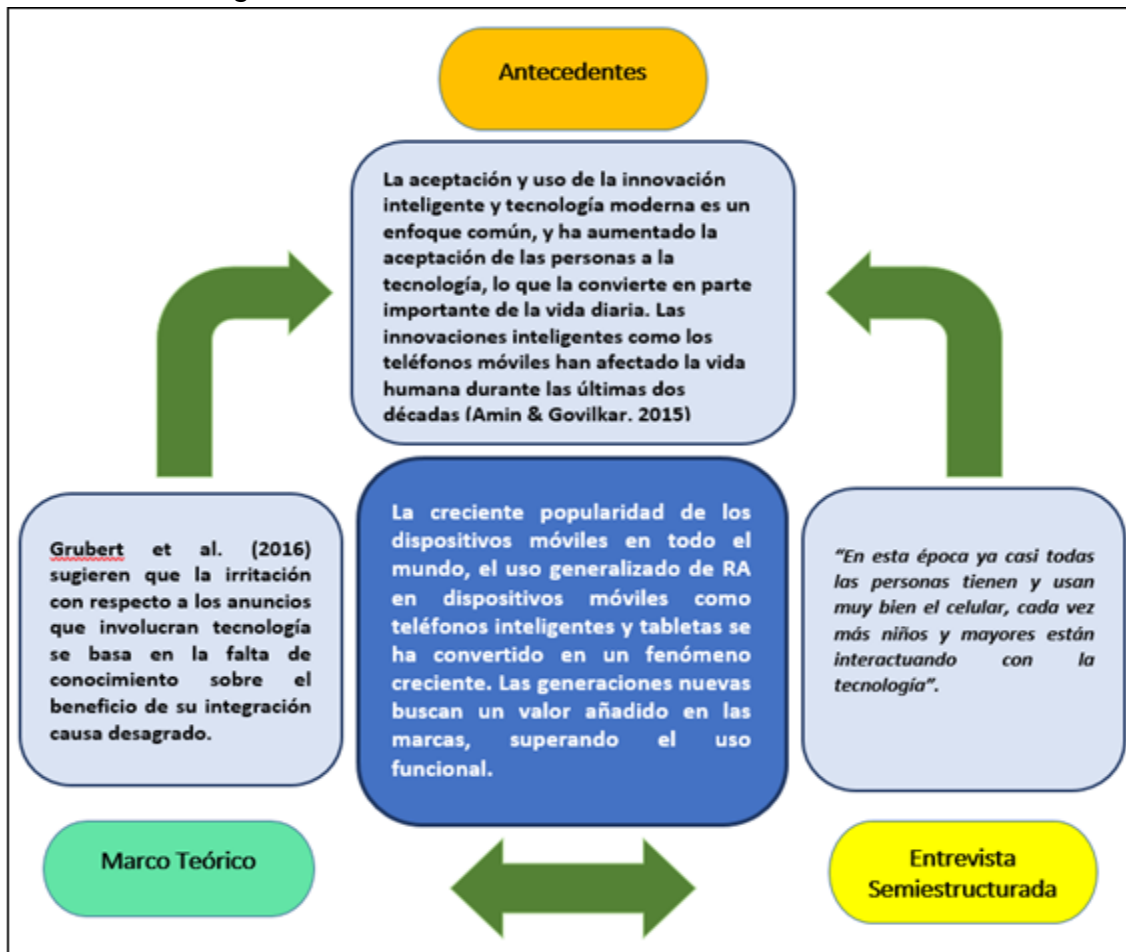 Antecedentes
La aceptación y uso de la innovación
inteligente y tecnología moderna es un
enfoque común, y ha aumentado la
aceptación de las personas a la
tecnología, lo que la convierte en parte
importante de la vida diaria. Las
innovaciones inteligentes como los
teléfonos móviles han afectado la vida
humana durante las últimas dos
décadas (Amin & Govilkar, 2015)
Grubert et al. (2016)
sugieren que la irritación
con respecto a los anuncios
que involucran tecnología
se basa en la falta de
conocimiento sobre el
beneficio de su integración
causa desagrado.
La creciente popularidad de los
dispositivos móviles en todo el
mundo, el uso generalizado de RA
en dispositivos móviles como
teléfonos inteligentes y tabletas se
ha convertido en un fenómeno
creciente. Las generaciones nuevas
buscan un valor añadido en las
marcas, superando el uso
funcional.
“En esta época ya casi todas
las personas tienen y usan
muy bien el celular, cada vez
más niños y mayores están
interactuando con la
tecnología”.
Marco Teórico
Entrevista
Semiestructurada